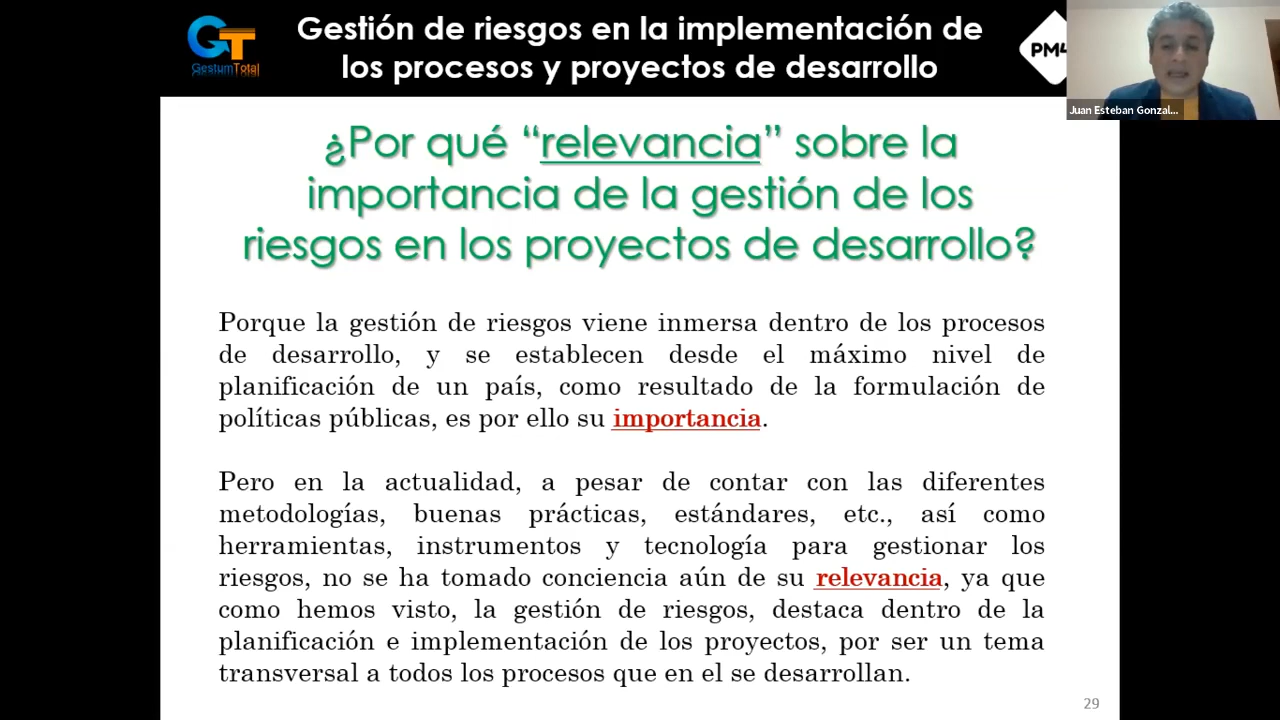 GT
GestumTotal
Gestión de riesgos en la implementación de
los procesos y proyectos de desarrollo
PM4
Juan Esteban Gonzal...
¿Por qué “relevancia” sobre la
importancia de la gestión de los
riesgos en los proyectos de desarrollo?
Porque la gestión de riesgos viene inmersa dentro de los procesos
de desarrollo, y se establecen desde el máximo nivel de
planificación de un país, como resultado de la formulación de
políticas públicas, es por ello su importancia.
Pero en la actualidad, a pesar de contar con las diferentes
metodologías, buenas prácticas, estándares, etc., así como
herramientas, instrumentos y tecnología para gestionar los
riesgos, no se ha tomado conciencia aún de su relevancia, ya que
como hemos visto, la gestión de riesgos, destaca dentro de la
planificación e implementación de los proyectos, por ser un tema
transversal a todos los procesos que en el se desarrollan.
29